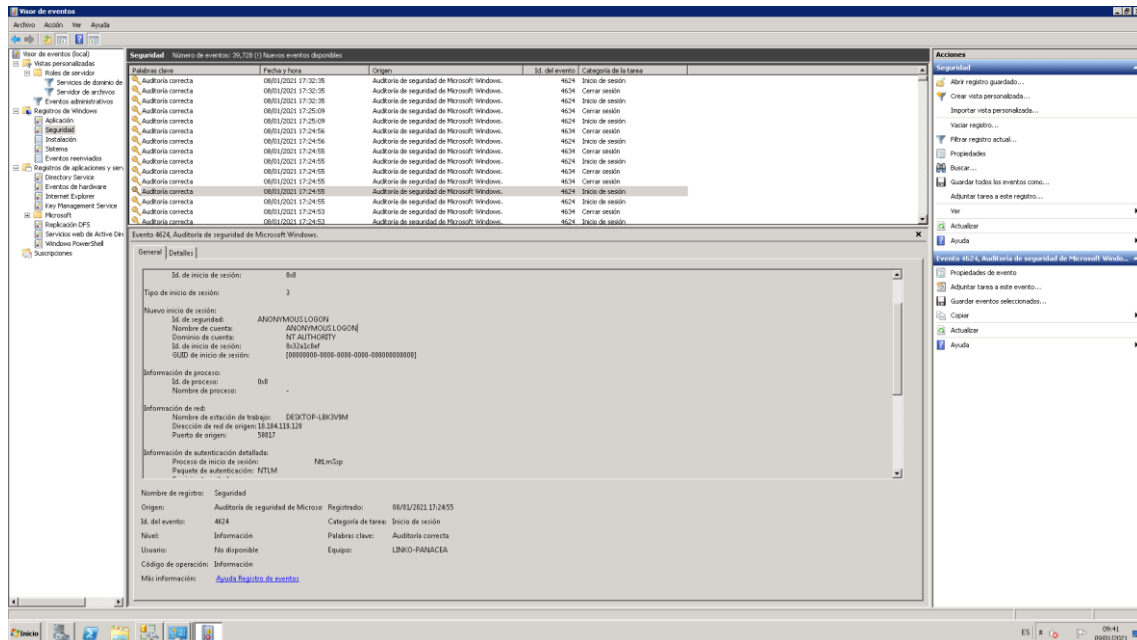 Visor de eventos
Archivo Acción Ver Ayuda
Visor de eventos (local)
Vistas personalizadas
Roles de servidor
Servicios de dominio de
Servidor de archivos
Eventos administrativos
Registros de Windows
Aplicación
Seguridad
Instalación
Sistema
Eventos reenviados
Registros de aplicaciones y serv
Directory Service
Eventos de hardware
Internet Explorer
Key Management Service
Microsoft
Replicación DFS
Servicios web de Active Dire
Windows PowerShell
Suscripciones
Seguridad Número de eventos: 39,728 (!) Nuevos eventos disponibles
Palabras clave Fecha y hora Origen Id. del evento Categoría de la tarea
Auditoría correcta 08/01/2021 17:32:35 Auditoría de seguridad de Microsoft Windows. 4624 Inicio de sesión
Auditoría correcta 08/01/2021 17:32:35 Auditoría de seguridad de Microsoft Windows. 4634 Cerrar sesión
Auditoría correcta 08/01/2021 17:32:35 Auditoría de seguridad de Microsoft Windows. 4624 Inicio de sesión
Auditoría correcta 08/01/2021 17:25:09 Auditoría de seguridad de Microsoft Windows. 4634 Cerrar sesión
Auditoría correcta 08/01/2021 17:25:09 Auditoría de seguridad de Microsoft Windows. 4624 Inicio de sesión
Auditoría correcta 08/01/2021 17:24:56 Auditoría de seguridad de Microsoft Windows. 4634 Cerrar sesión
Auditoría correcta 08/01/2021 17:24:56 Auditoría de seguridad de Microsoft Windows. 4624 Inicio de sesión
Auditoría correcta 08/01/2021 17:24:55 Auditoría de seguridad de Microsoft Windows. 4634 Cerrar sesión
Auditoría correcta 08/01/2021 17:24:55 Auditoría de seguridad de Microsoft Windows. 4624 Inicio de sesión
Auditoría correcta 08/01/2021 17:24:55 Auditoría de seguridad de Microsoft Windows. 4634 Cerrar sesión
Auditoría correcta 08/01/2021 17:24:55 Auditoría de seguridad de Microsoft Windows. 4634 Cerrar sesión
Auditoría correcta 08/01/2021 17:24:55 Auditoría de seguridad de Microsoft Windows. 4624 Inicio de sesión
Auditoría correcta 08/01/2021 17:24:55 Auditoría de seguridad de Microsoft Windows. 4624 Inicio de sesión
Auditoría correcta 08/01/2021 17:24:53 Auditoría de seguridad de Microsoft Windows. 4634 Cerrar sesión
Auditoría correcta 08/01/2021 17:24:53 Auditoría de seguridad de Microsoft Windows. 4624 Inicio de sesión
Evento 4624, Auditoría de seguridad de Microsoft Windows.
General Detalles
Id. de inicio de sesión: 0x0
Tipo de inicio de sesión: 3
Nuevo inicio de sesión:
Id. de seguridad: ANONYMOUS LOGON
Nombre de cuenta: ANONYMOUS LOGON
Dominio de cuenta: NT AUTHORITY
Id. de inicio de sesión: 0x32a1c0ef
GUID de inicio de sesión: {00000000-0000-0000-0000-000000000000}
Información de proceso:
Id. de proceso: 0x0
Nombre de proceso: -
Información de red:
Nombre de estación de trabajo: DESKTOP-LBK3V9M
Dirección de red de origen: 10.104.119.128
Puerto de origen: 50017
Información de autenticación detallada:
Proceso de inicio de sesión: NtLmSsp
Paquete de autenticación: NTLM
Nombre de registro: Seguridad
Origen: Auditoría de seguridad de Microsof Registrado: 08/01/2021 17:24:55
Id. del evento: 4624 Categoría de tarea: Inicio de sesión
Nivel: Información Palabras clave: Auditoría correcta
Usuario: No disponible Equipo: LINKO-PANACEA
Código de operación: Información
Más información: Ayuda Registro de eventos
Acciones
Seguridad
Abrir registro guardado...
Crear vista personalizada...
Importar vista personalizada...
Vaciar registro...
Filtrar registro actual...
Propiedades
Buscar...
Guardar todos los eventos como...
Adjuntar tarea a este registro...
Ver
Actualizar
Ayuda
Evento 4624, Auditoría de seguridad de Microsoft Windo...
Propiedades de evento
Adjuntar tarea a este evento...
Guardar eventos seleccionados...
Copiar
Actualizar
Ayuda
Inicio
ES
09:41
09/01/2021